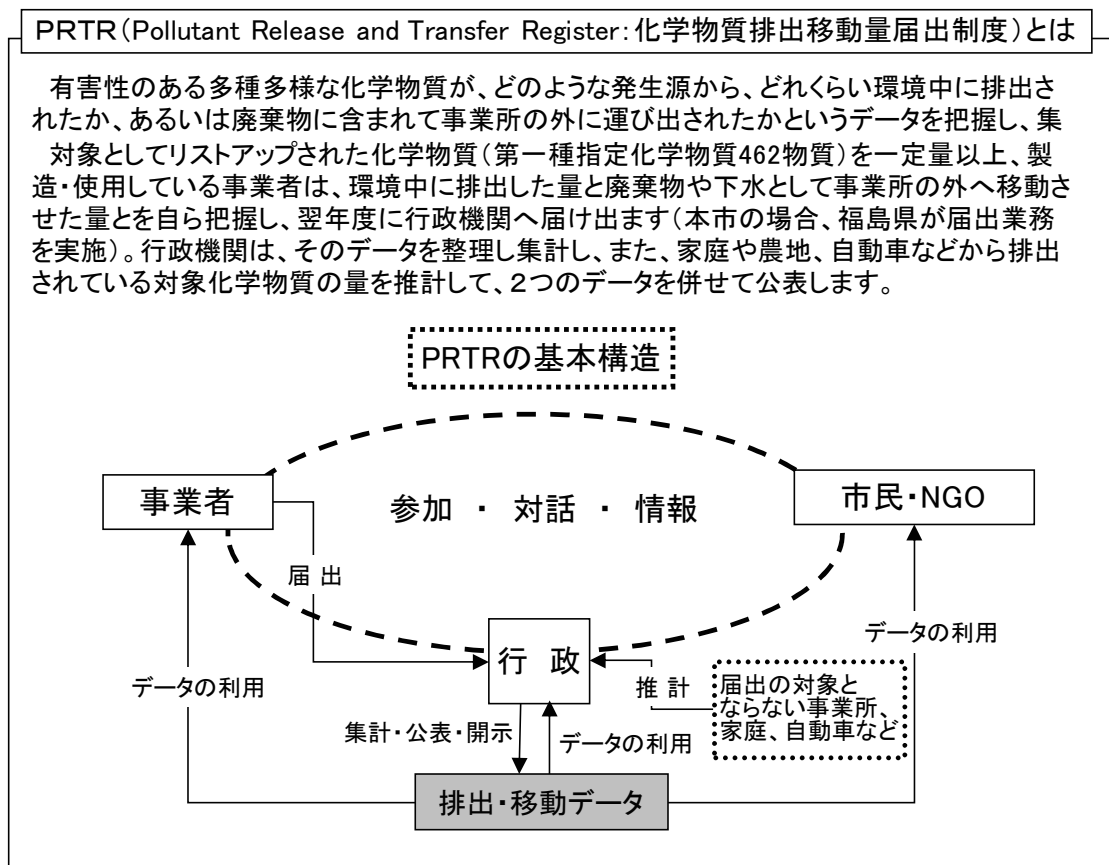 PRTR(Pollutant Release and Transfer Register:化学物質排出移動量届出制度)とは
有害性のある多種多様な化学物質が、どのような発生源から、どれくらい環境中に排出さ
れたか、あるいは廃棄物に含まれて事業所の外に運び出されたかというデータを把握し、集
対象としてリストアップされた化学物質(第一種指定化学物質462物質)を一定量以上、製
造・使用している事業者は、環境中に排出した量と廃棄物や下水として事業所の外へ移動さ
せた量とを自ら把握し、翌年度に行政機関へ届け出ます(本市の場合、福島県が届出業務
を実施)。行政機関は、そのデータを整理し集計し、また、家庭や農地、自動車などから排出
されている対象化学物質の量を推計して、2つのデータを併せて公表します。
PRTRの基本構造
事業者
参加 ・ 対話 ・ 情報
市民・NGO
届 出
行 政
データの利用
データの利用
推 計
届出の対象と
ならない事業所、
家庭、自動車など
集計・公表・開示
データの利用
排出・移動データ